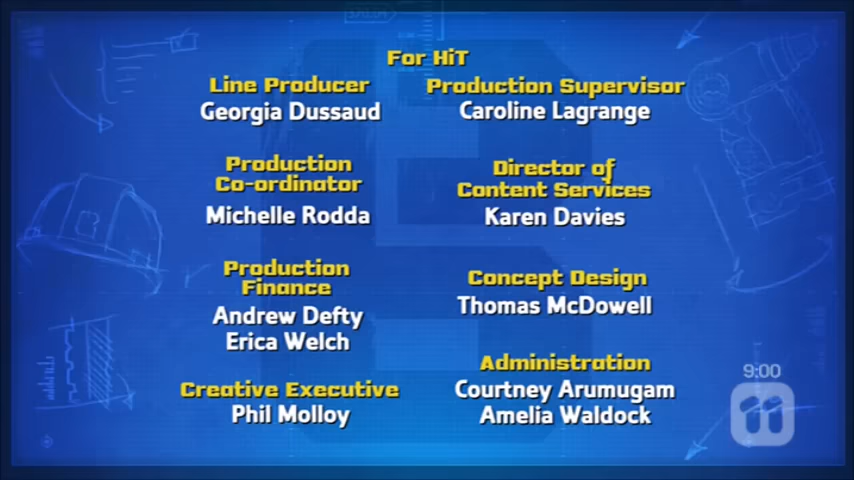 For HiT
Line Producer
Georgia Dussaud
Production Supervisor
Caroline Lagrange
Production
Co-ordinator
Michelle Rodda
Director of
Content Services
Karen Davies
Production
Finance
Andrew Defty
Erica Welch
Concept Design
Thomas McDowell
Creative Executive
Phil Molloy
Administration
Courtney Arumugam
Amelia Waldock
9:00
11